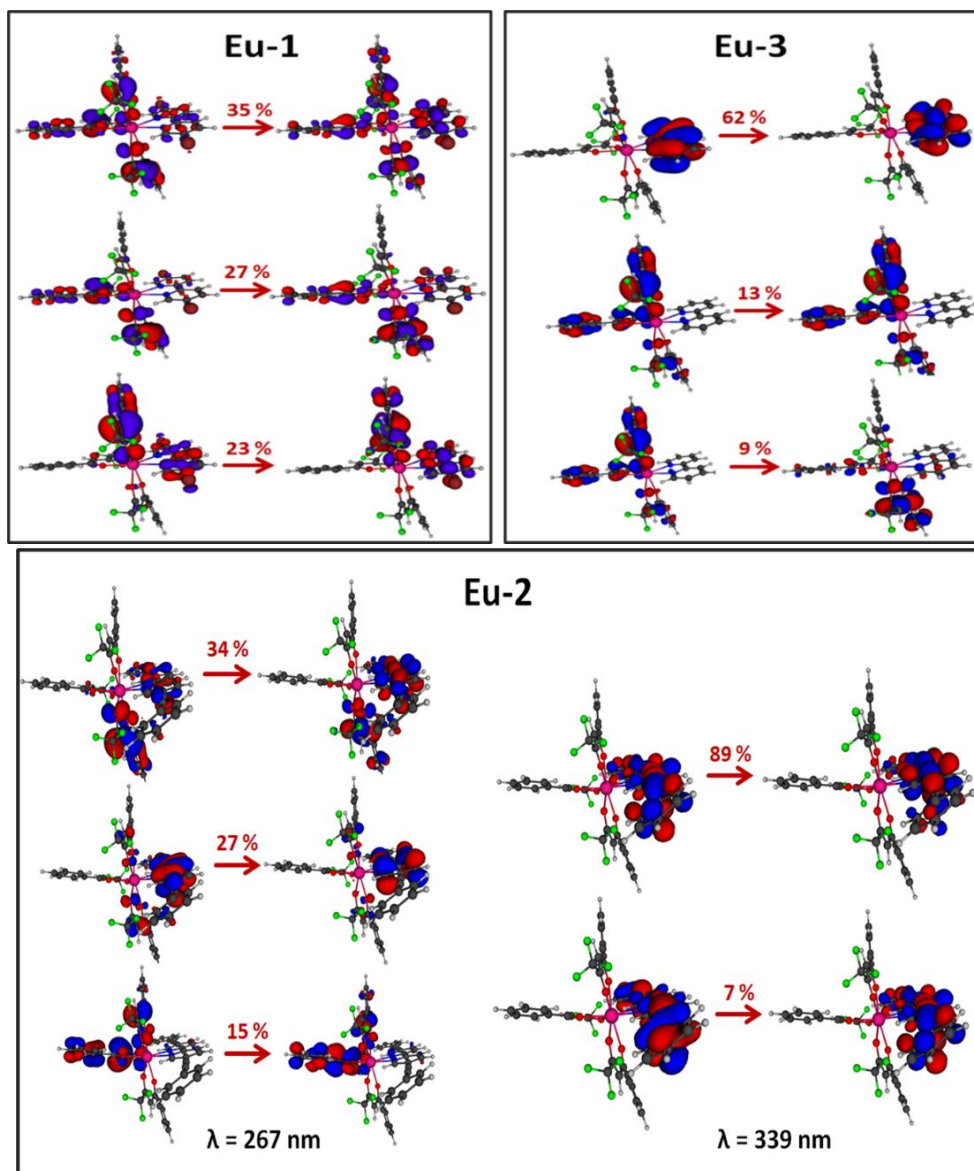 Eu-1
35 %
27 %
23 %
Eu-3
62 %
13 %
9 %
Eu-2
34 %
27 %
15 %
λ = 267 nm
89 %
7 %
λ = 339 nm